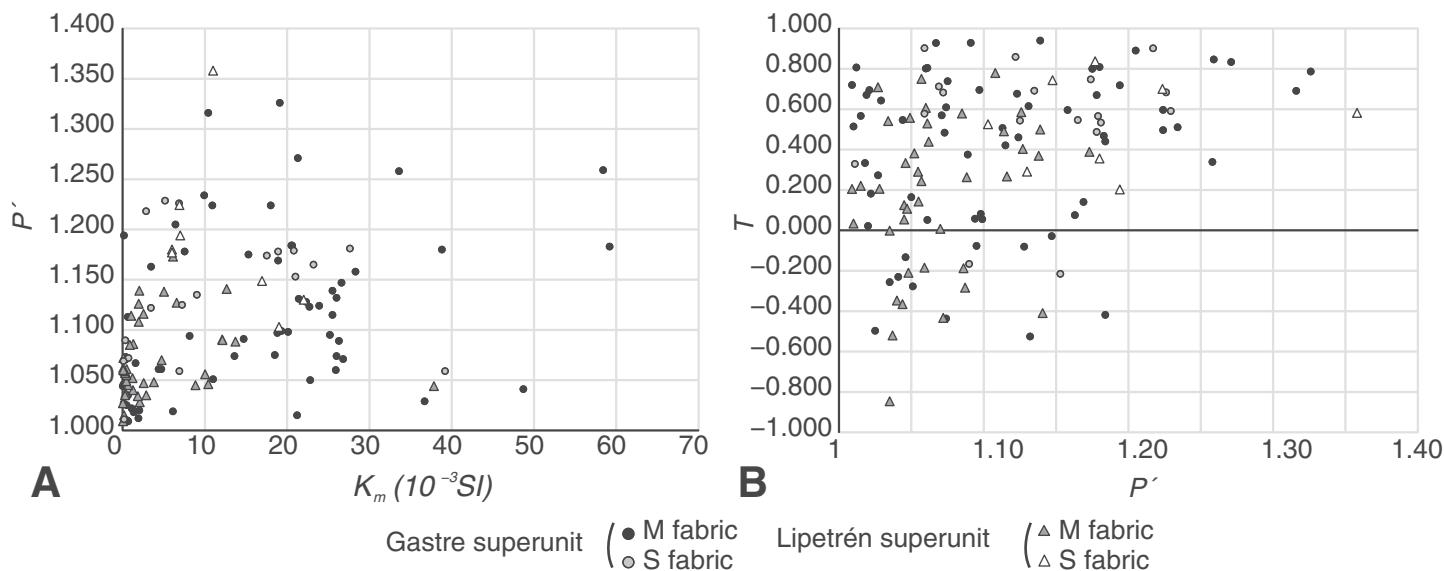 1.400
1.350
1.300
1.250
1.200
1.150
1.100
1.050
1.000
P´
0 10 20 30 40 50 60 70
Km (10⁻³SI)
A
1.000
0.800
0.600
0.400
0.200
0.000
−0.200
−0.400
−0.600
−0.800
−1.000
T
1 1.10 1.20 1.30 1.40
P´
B
Gastre superunit
M fabric
S fabric
Lipetrén superunit
M fabric
S fabric